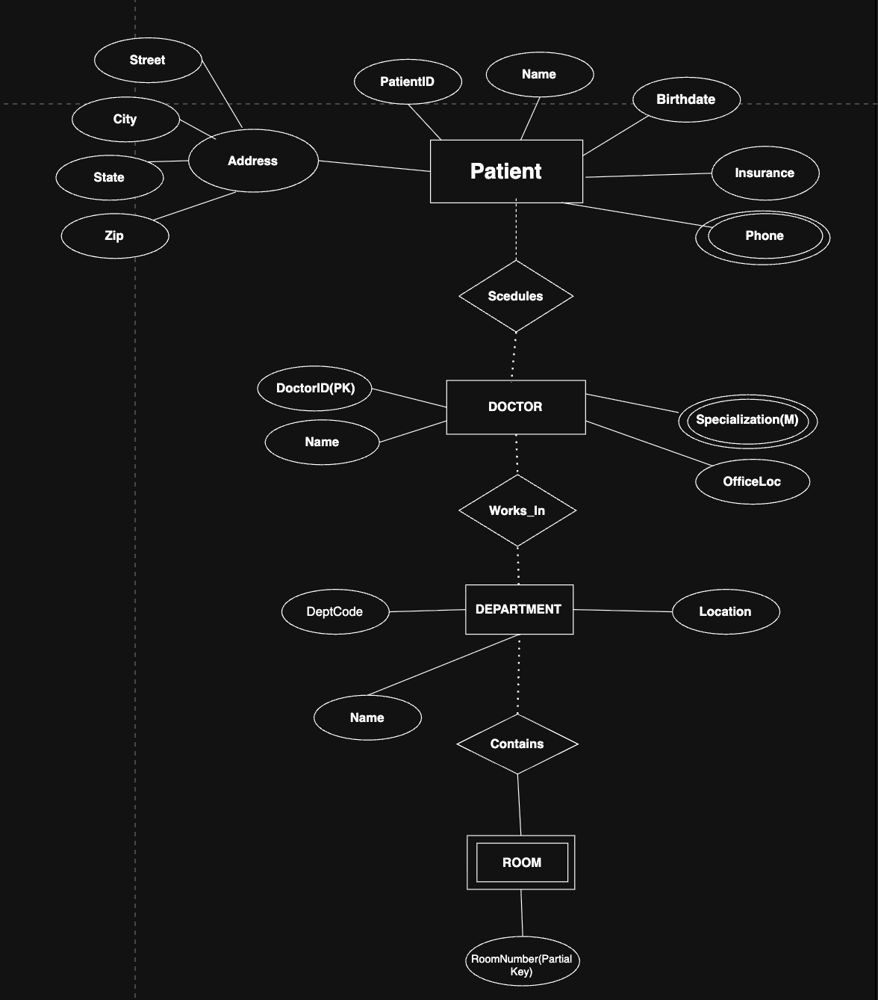 Street
PatientID
Name
Birthdate
City
Address
Patient
Insurance
State
Zip
Phone
Scedules
DoctorID(PK)
DOCTOR
Specialization(M)
Name
OfficeLoc
Works_In
DeptCode
DEPARTMENT
Location
Name
Contains
ROOM
RoomNumber(Partial
Key)